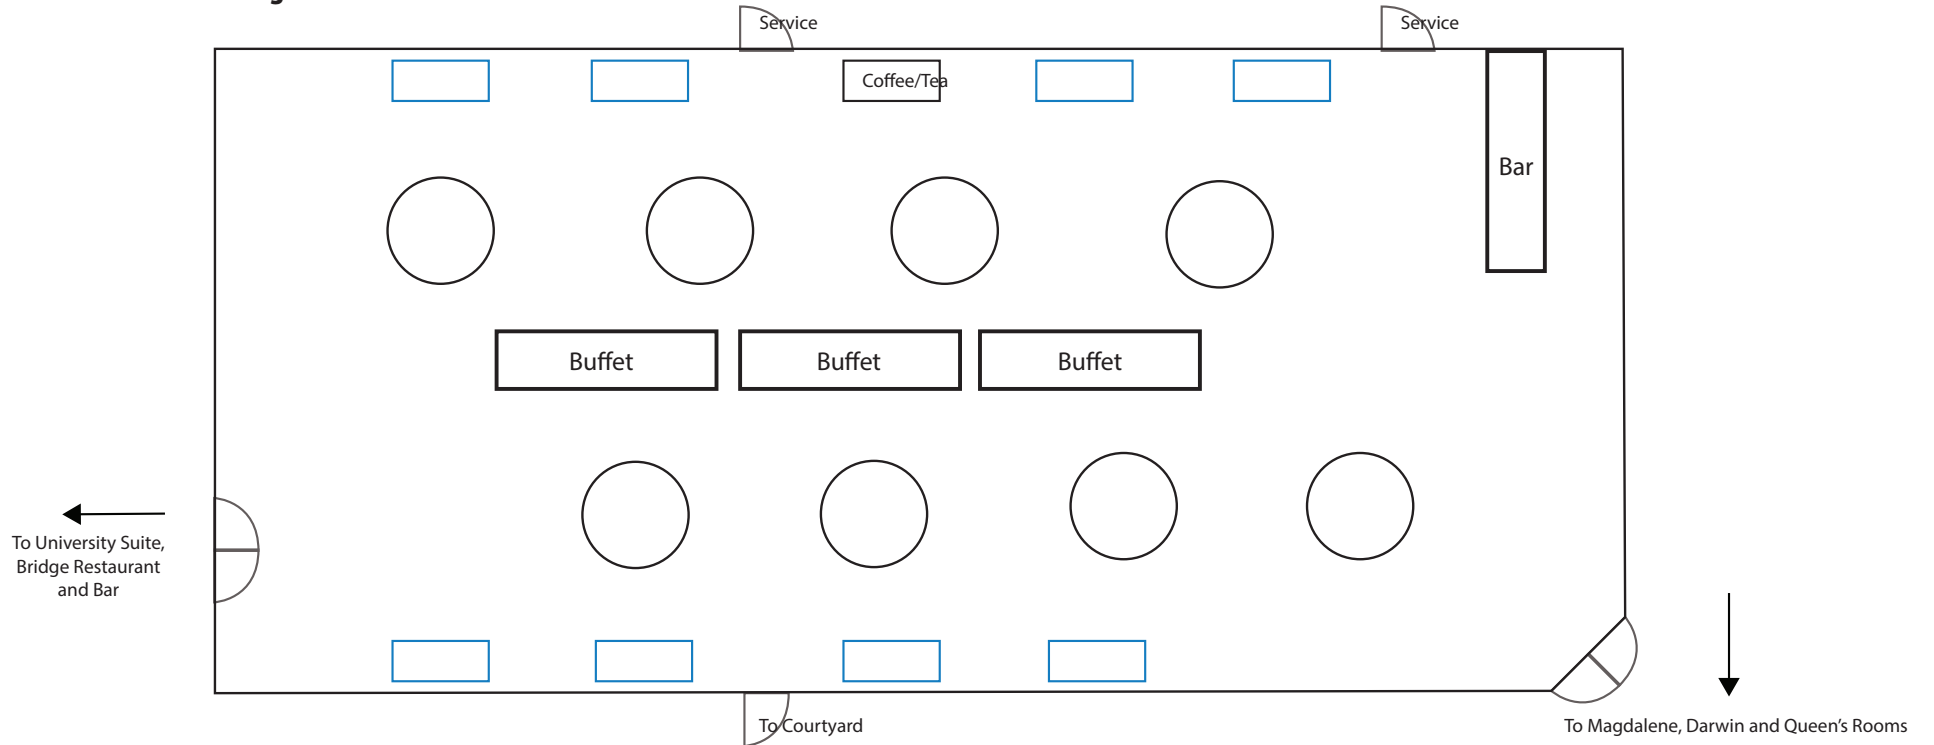 Service
Service
Coffee/Tea
Bar
Buffet
Buffet
Buffet
To University Suite,
Bridge Restaurant
and Bar
To Courtyard
To Magdalene, Darwin and Queen’s Rooms